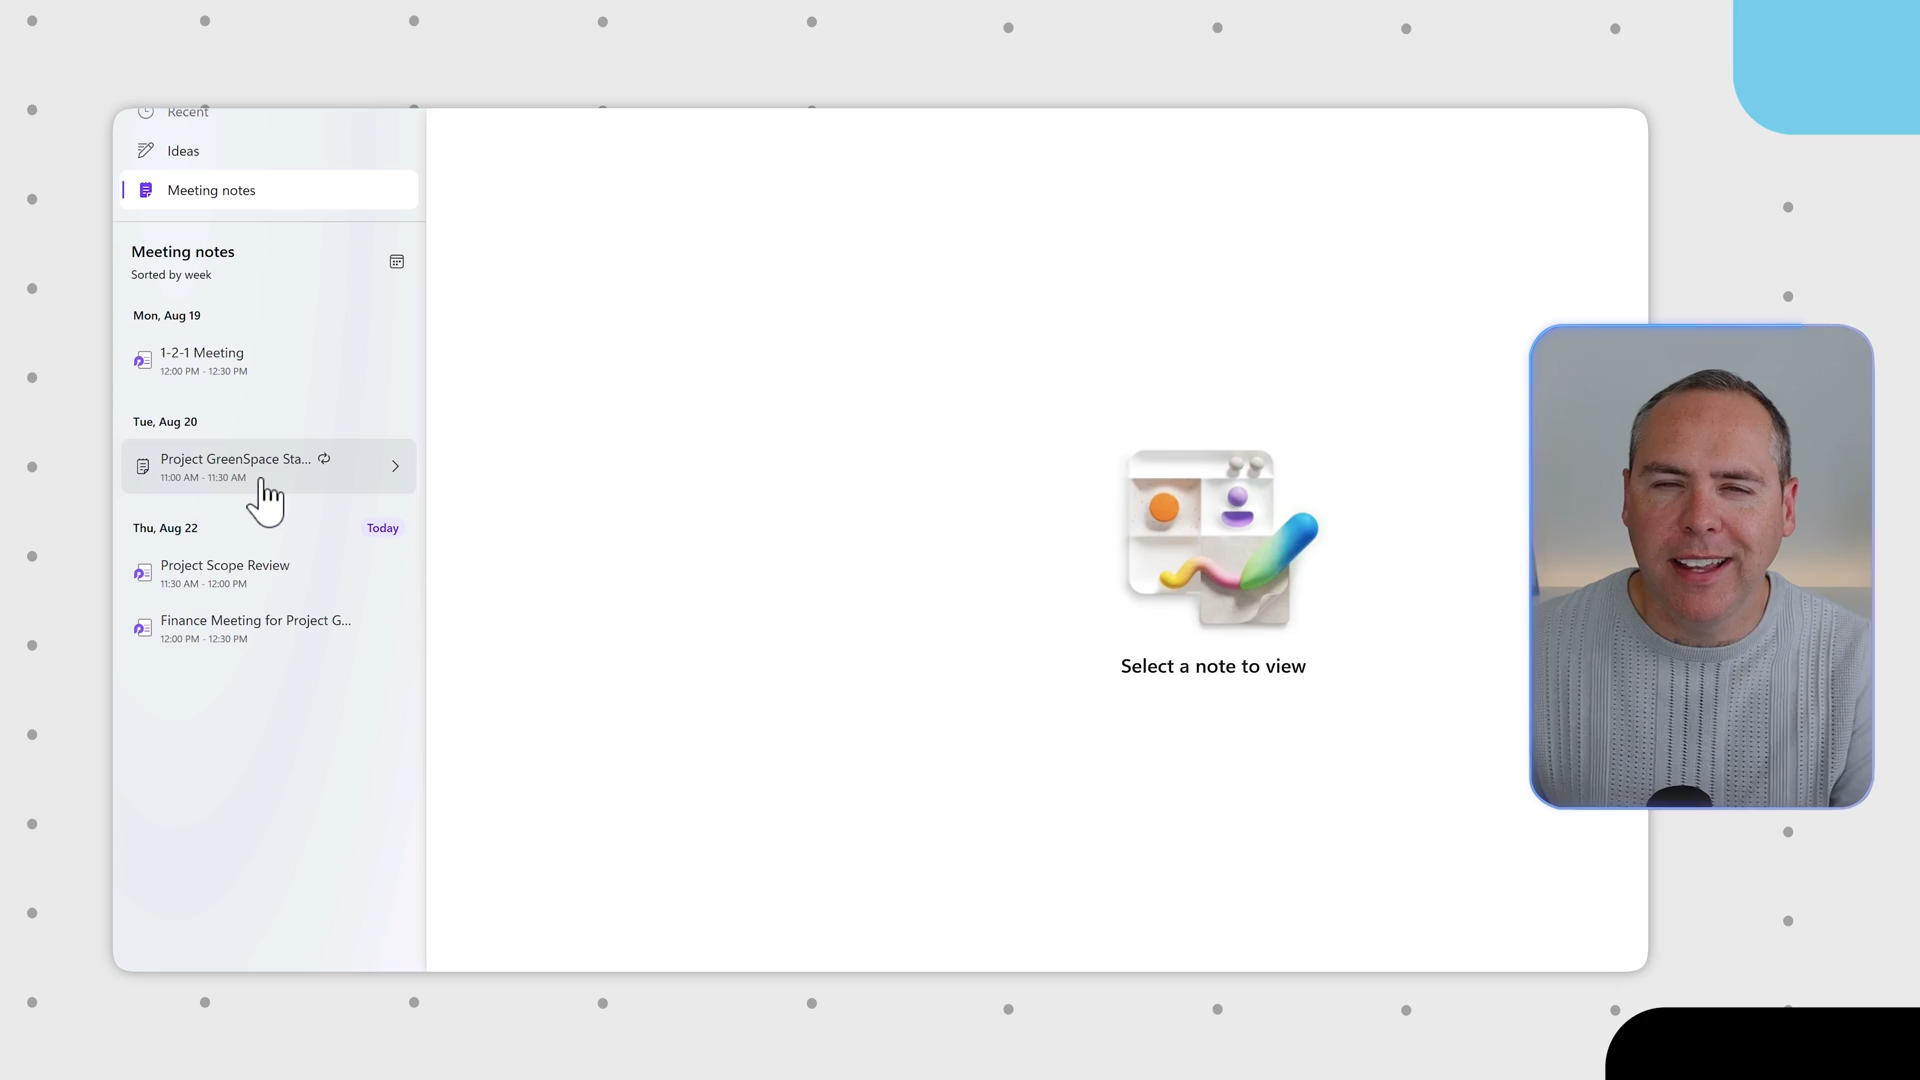 Recent
Ideas
Meeting notes
Meeting notes
Sorted by week
Mon, Aug 19
1-2-1 Meeting
12:00 PM - 12:30 PM
Tue, Aug 20
Project GreenSpace Sta...
11:00 AM - 11:30 AM
Thu, Aug 22 Today
Project Scope Review
11:30 AM - 12:00 PM
Finance Meeting for Project G...
12:00 PM - 12:30 PM
Select a note to view